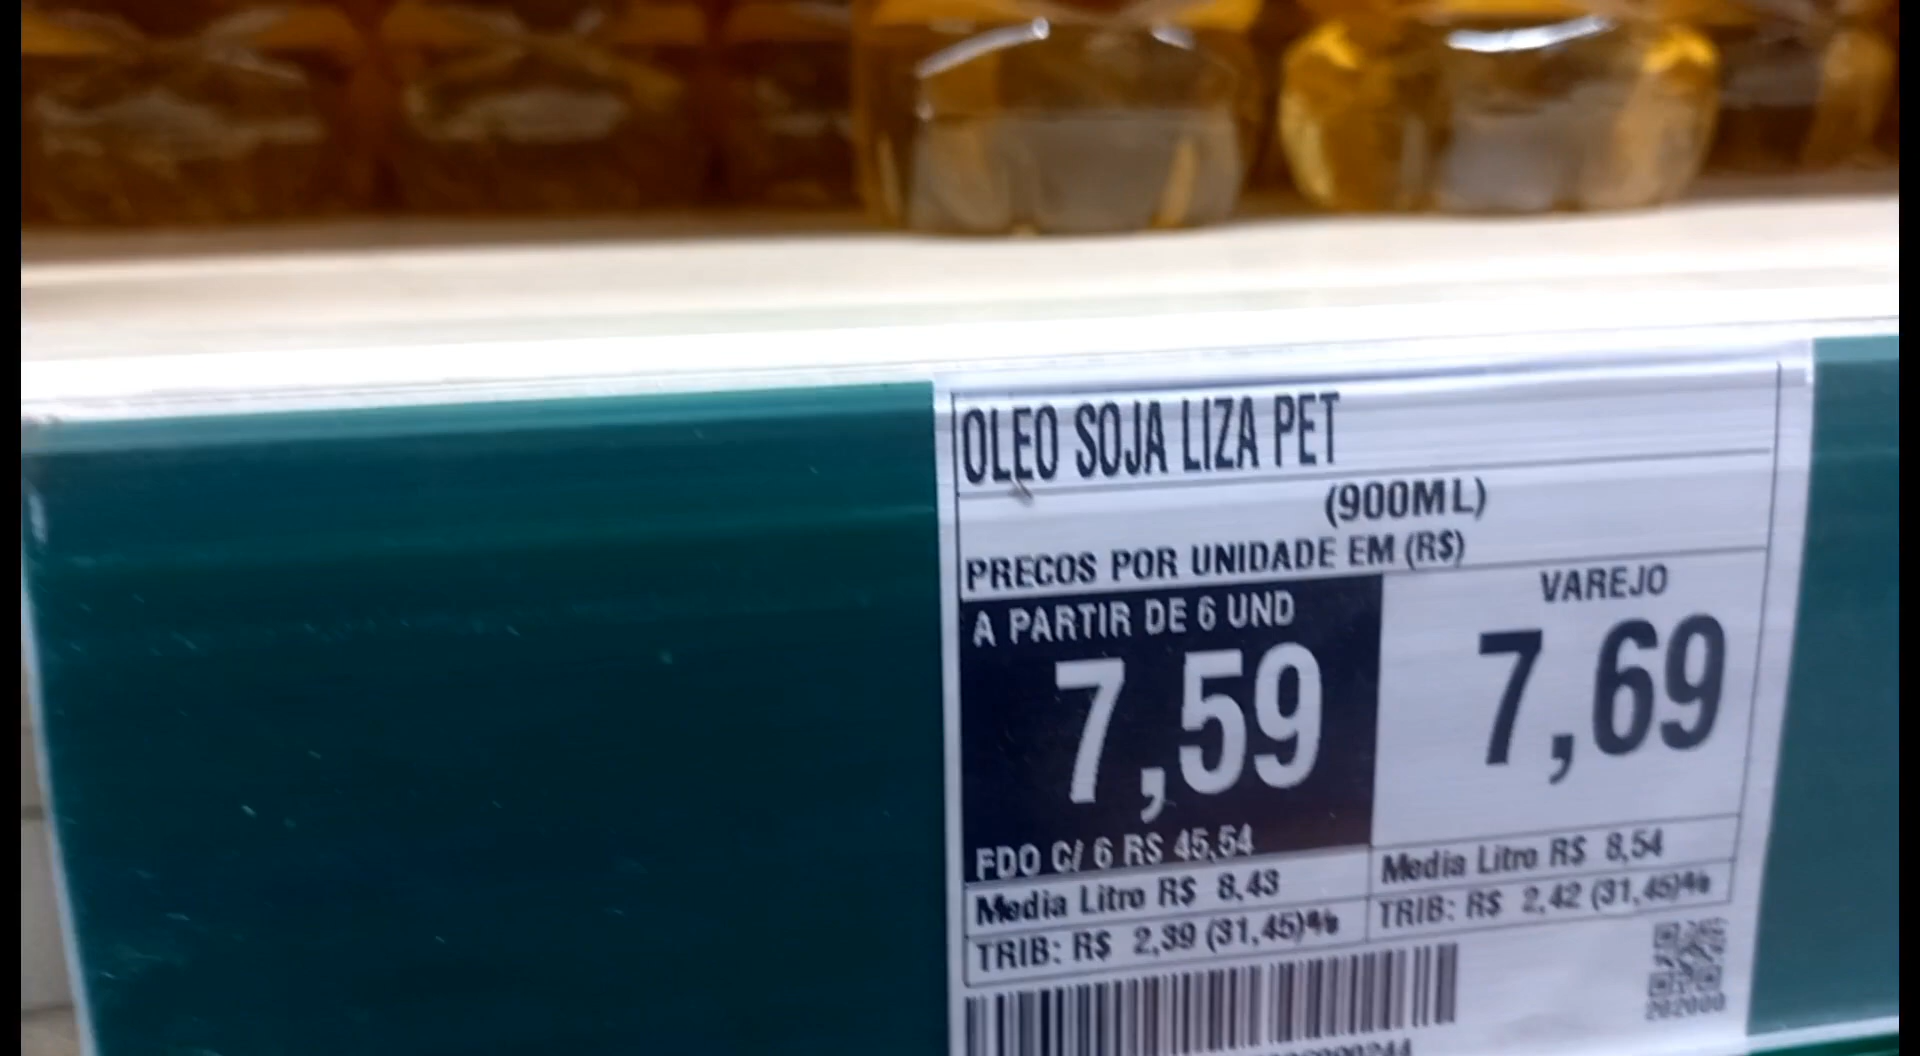 OLEO SOJA LIZA PET
(900ML)
PRECOS POR UNIDADE EM (R$)
A PARTIR DE 6 UND
7,59
FDO C/ 6 RS 45,54
Media Litro R$ 8,43
TRIB: R$ 2,39 (31,45)%
VAREJO
7,69
Media Litro R$ 8,54
TRIB: R$ 2,42 (31,45)%
202000